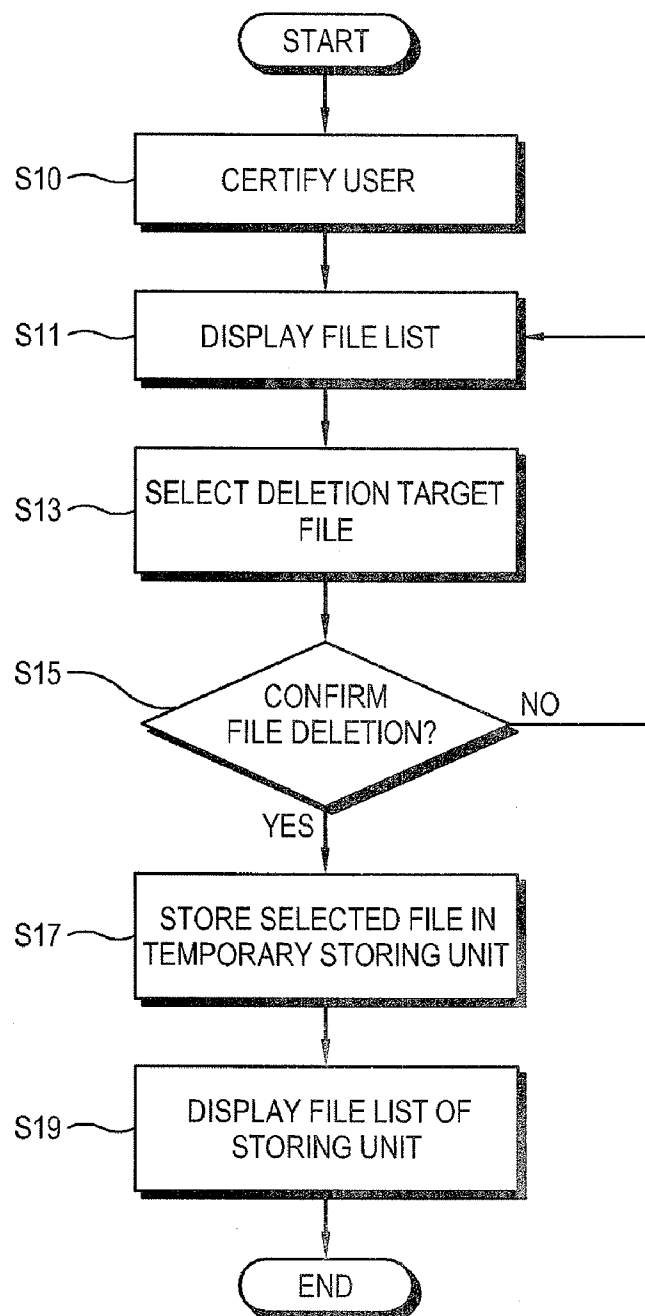 START
S10
CERTIFY USER
S11
DISPLAY FILE LIST
S13
SELECT DELETION TARGET
FILE
S15
CONFIRM
FILE DELETION?
NO
YES
S17
STORE SELECTED FILE IN
TEMPORARY STORING UNIT
S19
DISPLAY FILE LIST OF
STORING UNIT
END